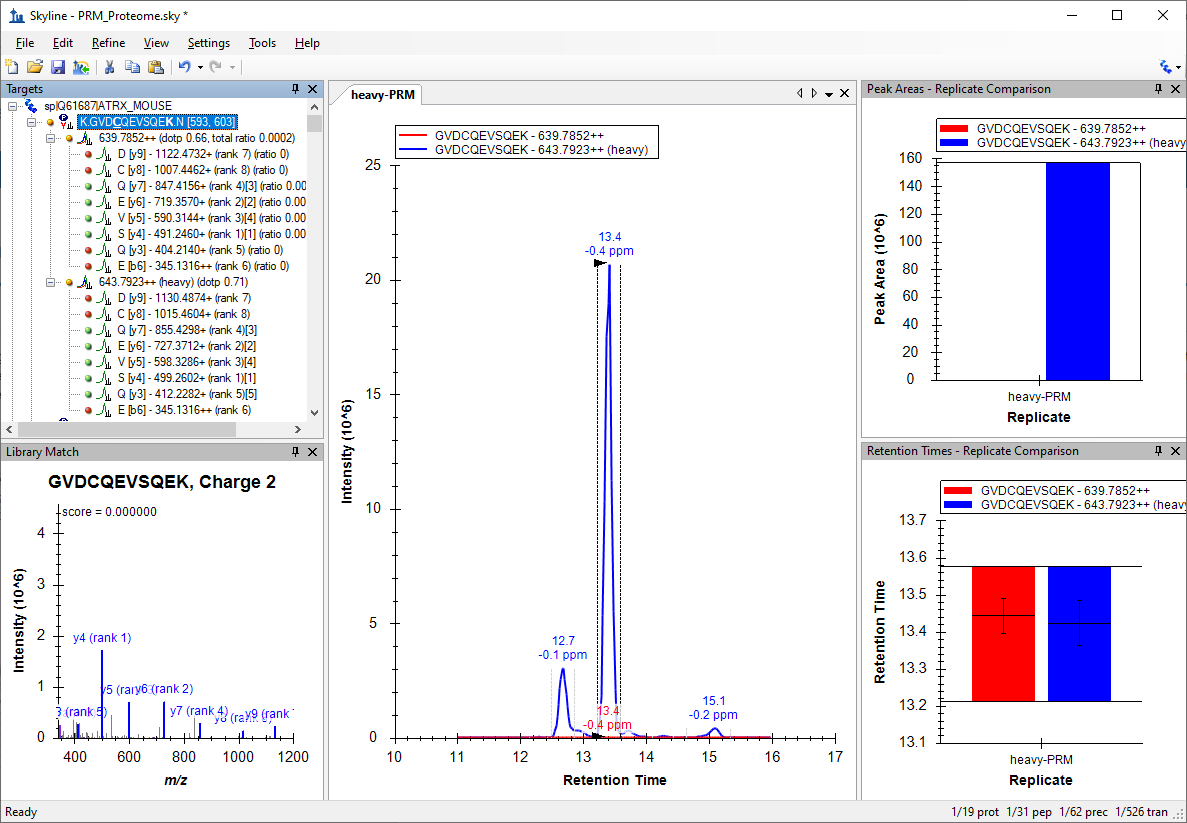 Skyline - PRM_Proteome.sky *
File Edit Refine View Settings Tools Help
Targets
sp|Q61687|ATRX_MOUSE
K.GVDCQEVSQEK.N [593, 603]
639.7852++ (dotp 0.66, total ratio 0.0002)
D [y9] - 1122.4732+ (rank 7) (ratio 0)
C [y8] - 1007.4462+ (rank 8) (ratio 0)
Q [y7] - 847.4156+ (rank 4)[3] (ratio 0.00
E [y6] - 719.3570+ (rank 2)[2] (ratio 0.00
V [y5] - 590.3144+ (rank 3)[4] (ratio 0.00
S [y4] - 491.2460+ (rank 1)[1] (ratio 0.00
Q [y3] - 404.2140+ (rank 5) (ratio 0)
E [b6] - 345.1316++ (rank 6) (ratio 0)
643.7923++ (heavy) (dotp 0.71)
D [y9] - 1130.4874+ (rank 7)
C [y8] - 1015.4604+ (rank 8)
Q [y7] - 855.4298+ (rank 4)[3]
E [y6] - 727.3712+ (rank 2)[2]
V [y5] - 598.3286+ (rank 3)[4]
S [y4] - 499.2602+ (rank 1)[1]
Q [y3] - 412.2282+ (rank 5)[5]
E [b6] - 345.1316++ (rank 6)
Library Match
GVDCQEVSQEK, Charge 2
score = 0.000000
4
3
2
1
0
Intensity (10^6)
y4 (rank 1)
y6 (rank 2)
y7 (rank 4)
400 600 800 1000 1200
m/z
heavy-PRM
GVDCQEVSQEK - 639.7852++
GVDCQEVSQEK - 643.7923++ (heavy)
25
20
15
10
5
0
Intensity (10^6)
13.4
-0.4 ppm
12.7
-0.1 ppm
13.4
-0.4 ppm
15.1
-0.2 ppm
10 11 12 13 14 15 16 17
Retention Time
Peak Areas - Replicate Comparison
GVDCQEVSQEK - 639.7852++
GVDCQEVSQEK - 643.7923++ (heavy
160
140
120
100
80
60
40
20
0
Peak Area (10^6)
heavy-PRM
Replicate
Retention Times - Replicate Comparison
GVDCQEVSQEK - 639.7852++
GVDCQEVSQEK - 643.7923++ (heavy
13.7
13.6
13.5
13.4
13.3
13.2
13.1
Retention Time
heavy-PRM
Replicate
Ready
1/19 prot 1/31 pep 1/62 prec 1/526 tran